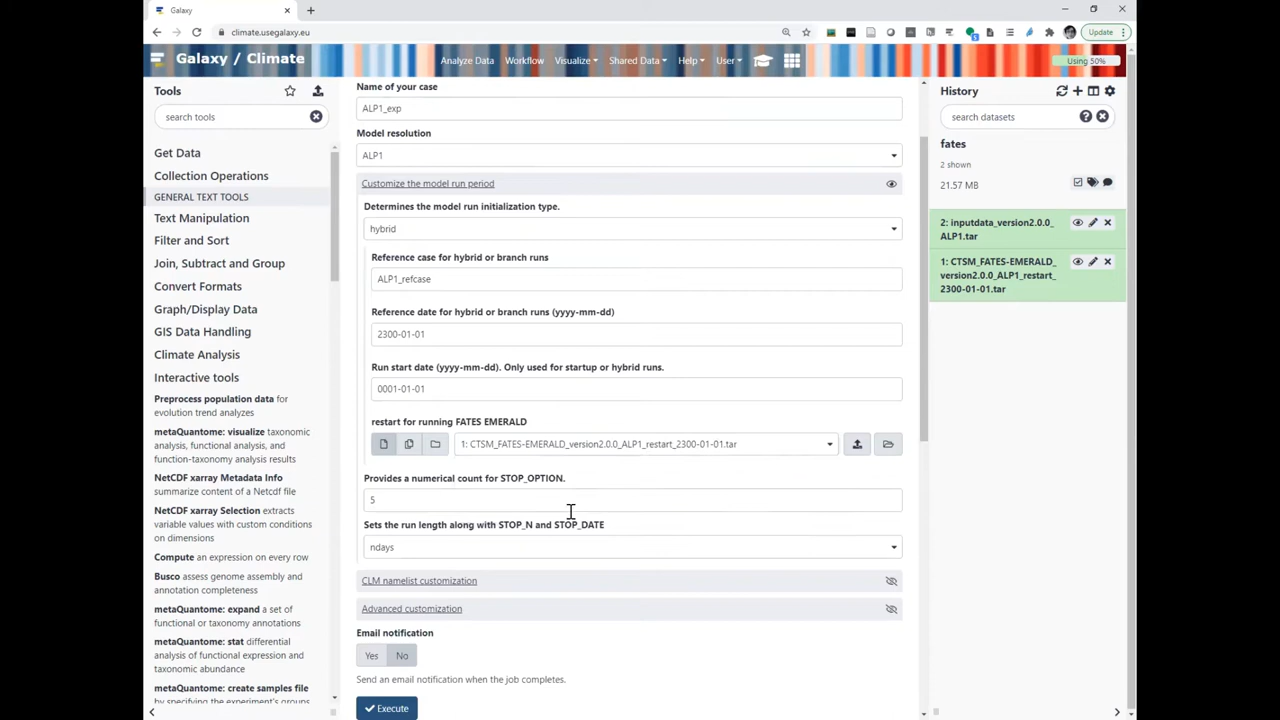 Galaxy
climate.usegalaxy.eu
Update
Galaxy / Climate
Analyze Data
Workflow
Visualize
Shared Data
Help
User
Using 50%
Tools
search tools
Get Data
Collection Operations
GENERAL TEXT TOOLS
Text Manipulation
Filter and Sort
Join, Subtract and Group
Convert Formats
Graph/Display Data
GIS Data Handling
Climate Analysis
Interactive tools
Preprocess population data for
evolution trend analyzes
metaQuantome: visualize taxonomic
analysis, functional analysis, and
function-taxonomy analysis results
NetCDF xarray Metadata Info
summarize content of a Netcdf file
NetCDF xarray Selection extracts
variable values with custom conditions
on dimensions
Compute an expression on every row
Busco assess genome assembly and
annotation completeness
metaQuantome: expand a set of
functional or taxonomy annotations
metaQuantome: stat differential
analysis of functional expression and
taxonomic abundance
metaQuantome: create samples file
by specifying the experiment's groups
Name of your case
ALP1_exp
Model resolution
ALP1
Customize the model run period
Determines the model run initialization type.
hybrid
Reference case for hybrid or branch runs
ALP1_refcase
Reference date for hybrid or branch runs (yyyy-mm-dd)
2300-01-01
Run start date (yyyy-mm-dd). Only used for startup or hybrid runs.
0001-01-01
restart for running FATES EMERALD
1: CTSM_FATES-EMERALD_version2.0.0_ALP1_restart_2300-01-01.tar
Provides a numerical count for STOP_OPTION.
5
Sets the run length along with STOP_N and STOP_DATE
ndays
CLM namelist customization
Advanced customization
Email notification
Yes
No
Send an email notification when the job completes.
Execute
History
search datasets
fates
2 shown
21.57 MB
2: inputdata_version2.0.0_
ALP1.tar
1: CTSM_FATES-EMERALD_
version2.0.0_ALP1_restart_
2300-01-01.tar